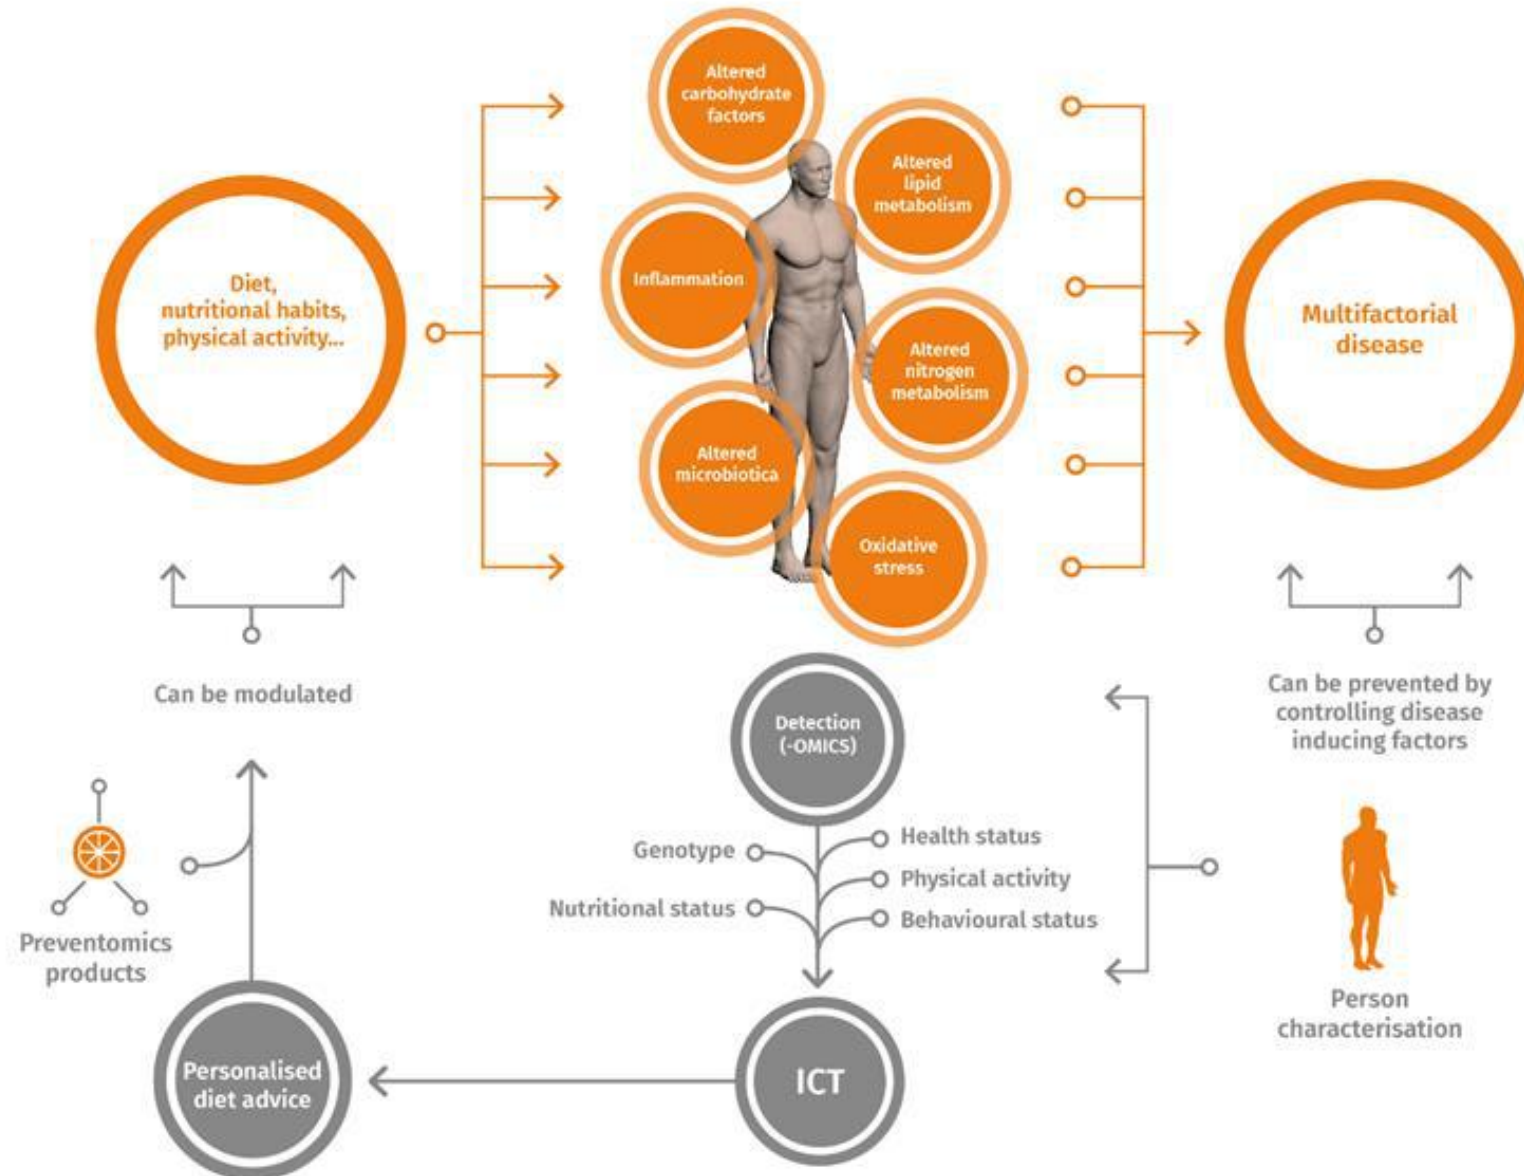 Altered
carbohydrate
factors
Altered
lipid
metabolism
Diet,
nutritional habits,
physical activity...
Inflammation
Multifactorial
disease
Altered
nitrogen
metabolism
Altered
microbiotica
Oxidative
stress
Can be modulated
Detection
(-OMICS)
Can be prevented by
controlling disease
inducing factors
Genotype
Health status
Physical activity
Nutritional status
Behavioural status
Preventomics
products
Person
characterisation
Personalised
diet advice
ICT